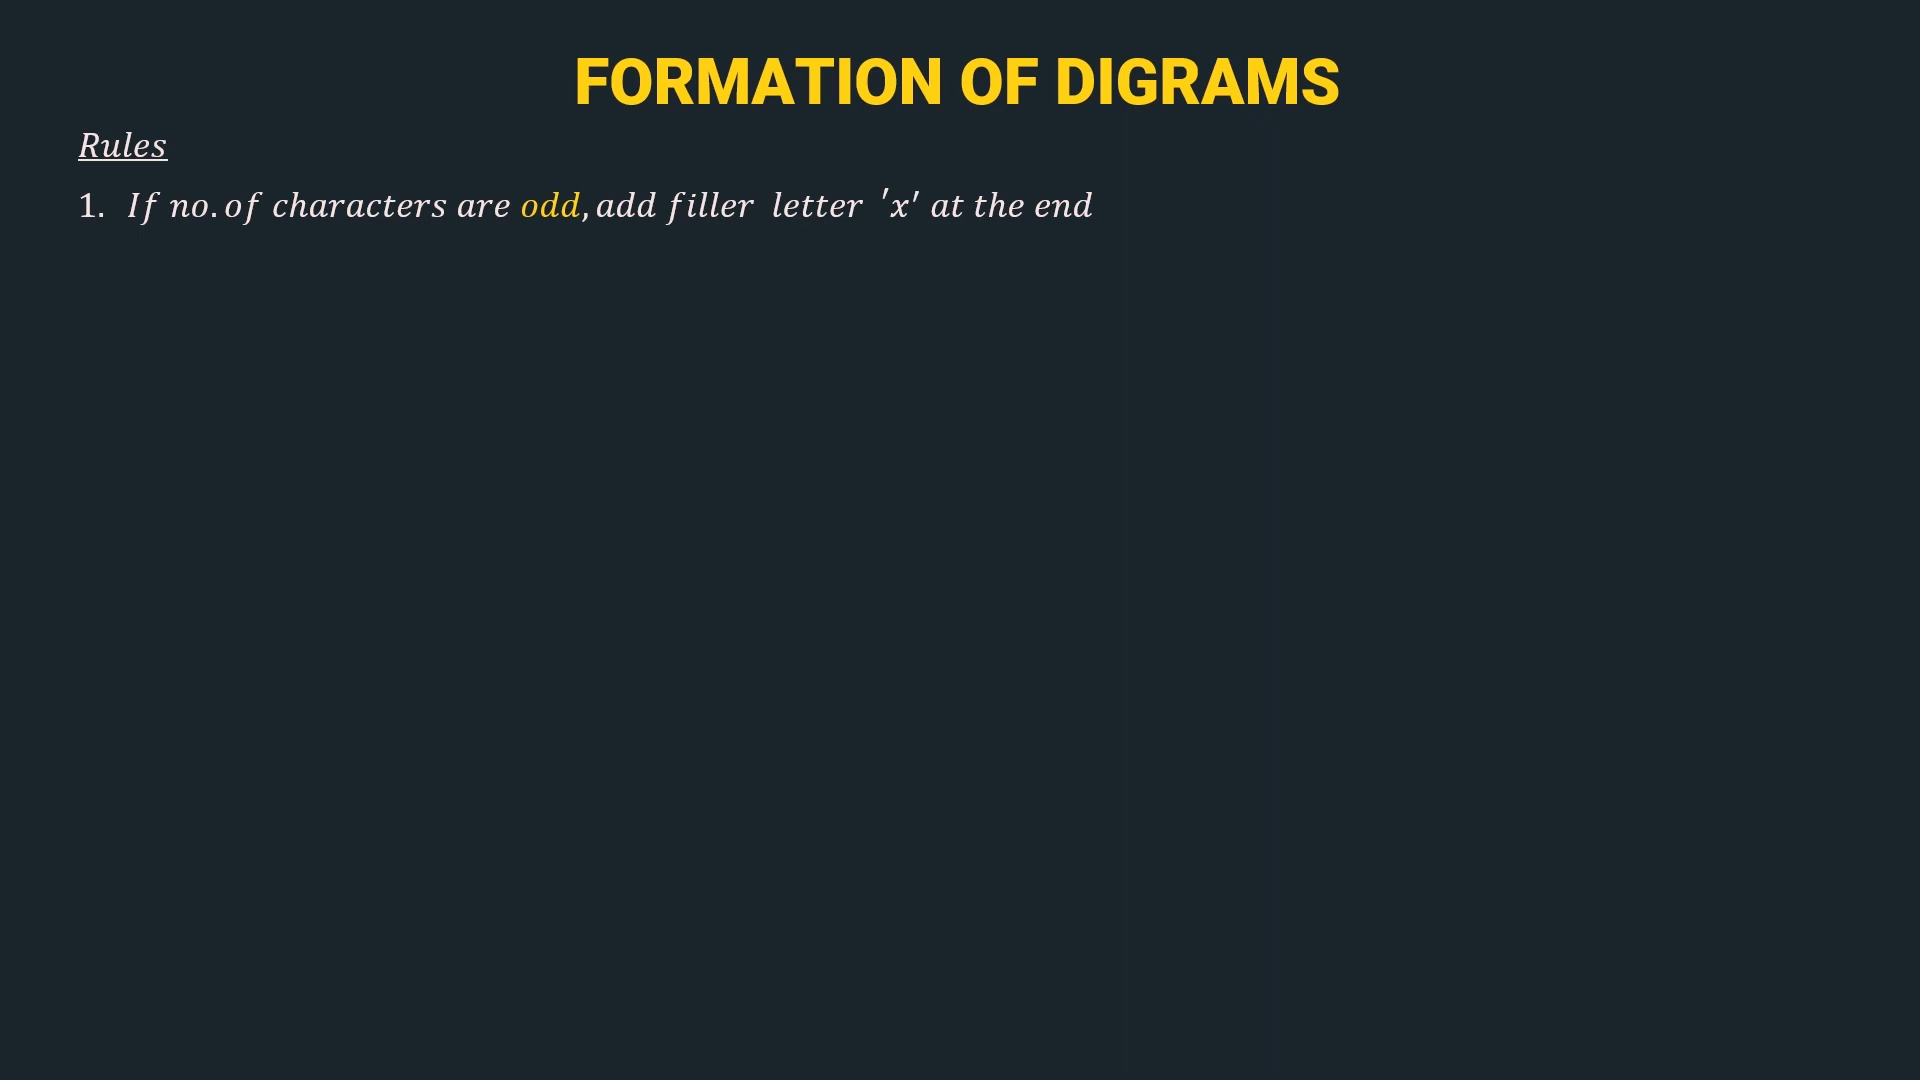 FORMATION OF DIGRAMS
Rules
1. If no.of characters are odd, add filler letter 'x' at the end